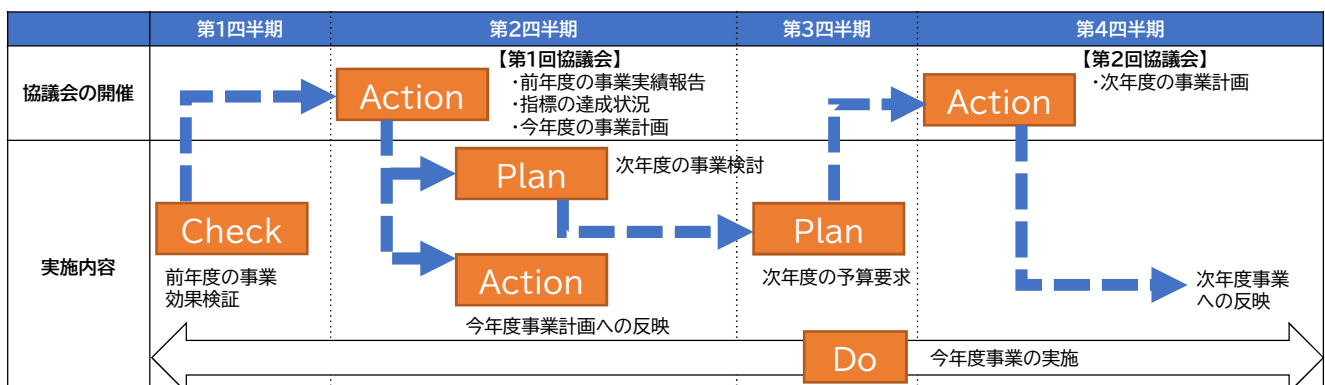 第1四半期
第2四半期
第3四半期
第4四半期
協議会の開催
Action
【第1回協議会】
・前年度の事業実績報告
・指標の達成状況
・今年度の事業計画
Action
【第2回協議会】
・次年度の事業計画
実施内容
Check
前年度の事業
効果検証
Plan
次年度の事業検討
Action
今年度事業計画への反映
Plan
次年度の予算要求
次年度事業
への反映
Do
今年度事業の実施